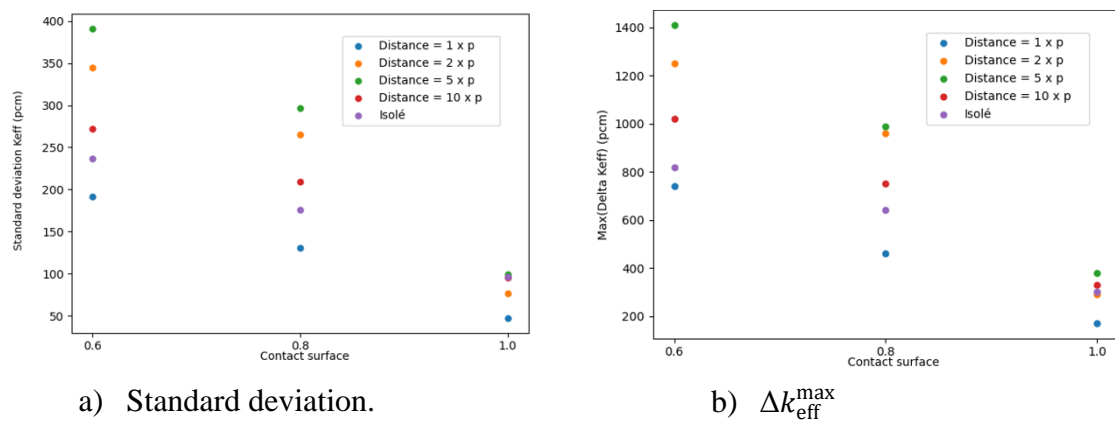 400
350
300
250
200
150
100
50
Standard deviation Keff (pcm)
Distance = 1 x p
Distance = 2 x p
Distance = 5 x p
Distance = 10 x p
Isolé
0.6
0.8
1.0
Contact surface
a) Standard deviation.
1400
1200
1000
800
600
400
200
Max(Delta Keff) (pcm)
Distance = 1 x p
Distance = 2 x p
Distance = 5 x p
Distance = 10 x p
Isolé
0.6
0.8
1.0
Contact surface
b) Δk_eff^max